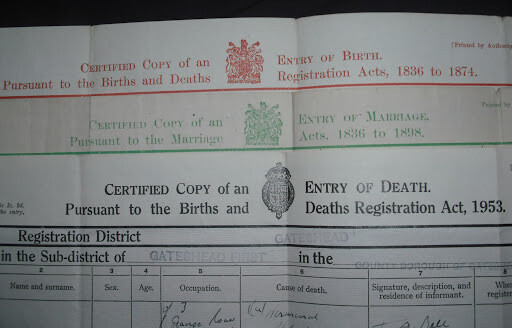 CERTIFIED COPY of an ENTRY OF BIRTH. [Printed by Authority
Pursuant to the Births and Deaths Registration Acts, 1836 to 1874.
CERTIFIED COPY of an ENTRY OF MARRIAGE. [Printed by
Pursuant to the Marriage Acts, 1836 to 1898.
CERTIFIED COPY of an ENTRY OF DEATH.
Pursuant to the Births and Deaths Registration Act, 1953.
the entry,
Registration District GATESHEAD
in the Sub-district of GATESHEAD FIRST in the COUNTY BOROUGH OF
2 3 4 5 6 7 8
Name and surname. Sex. Age. Occupation. Cause of death. Signature, description, and residence of informant. When
George